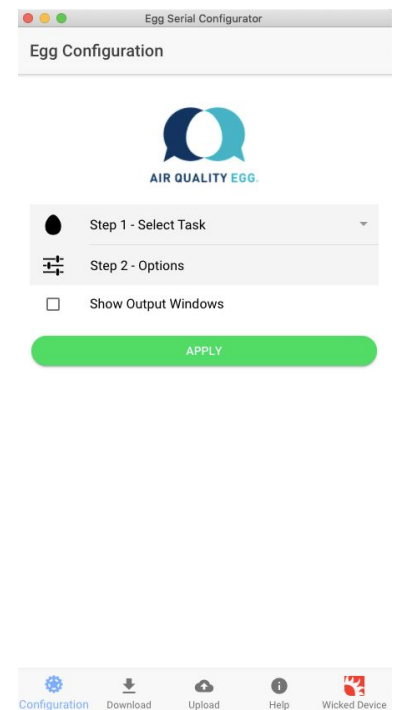 Egg Serial Configurator
Egg Configuration
AIR QUALITY EGG.
Step 1 - Select Task
Step 2 - Options
Show Output Windows
APPLY
Configuration Download Upload Help Wicked Device